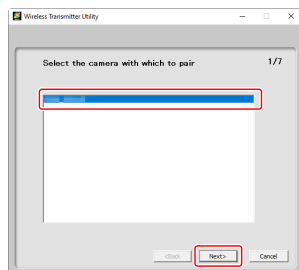 Wireless Transmitter Utility
Select the camera with which to pair
1/7
<Back
Next>
Cancel